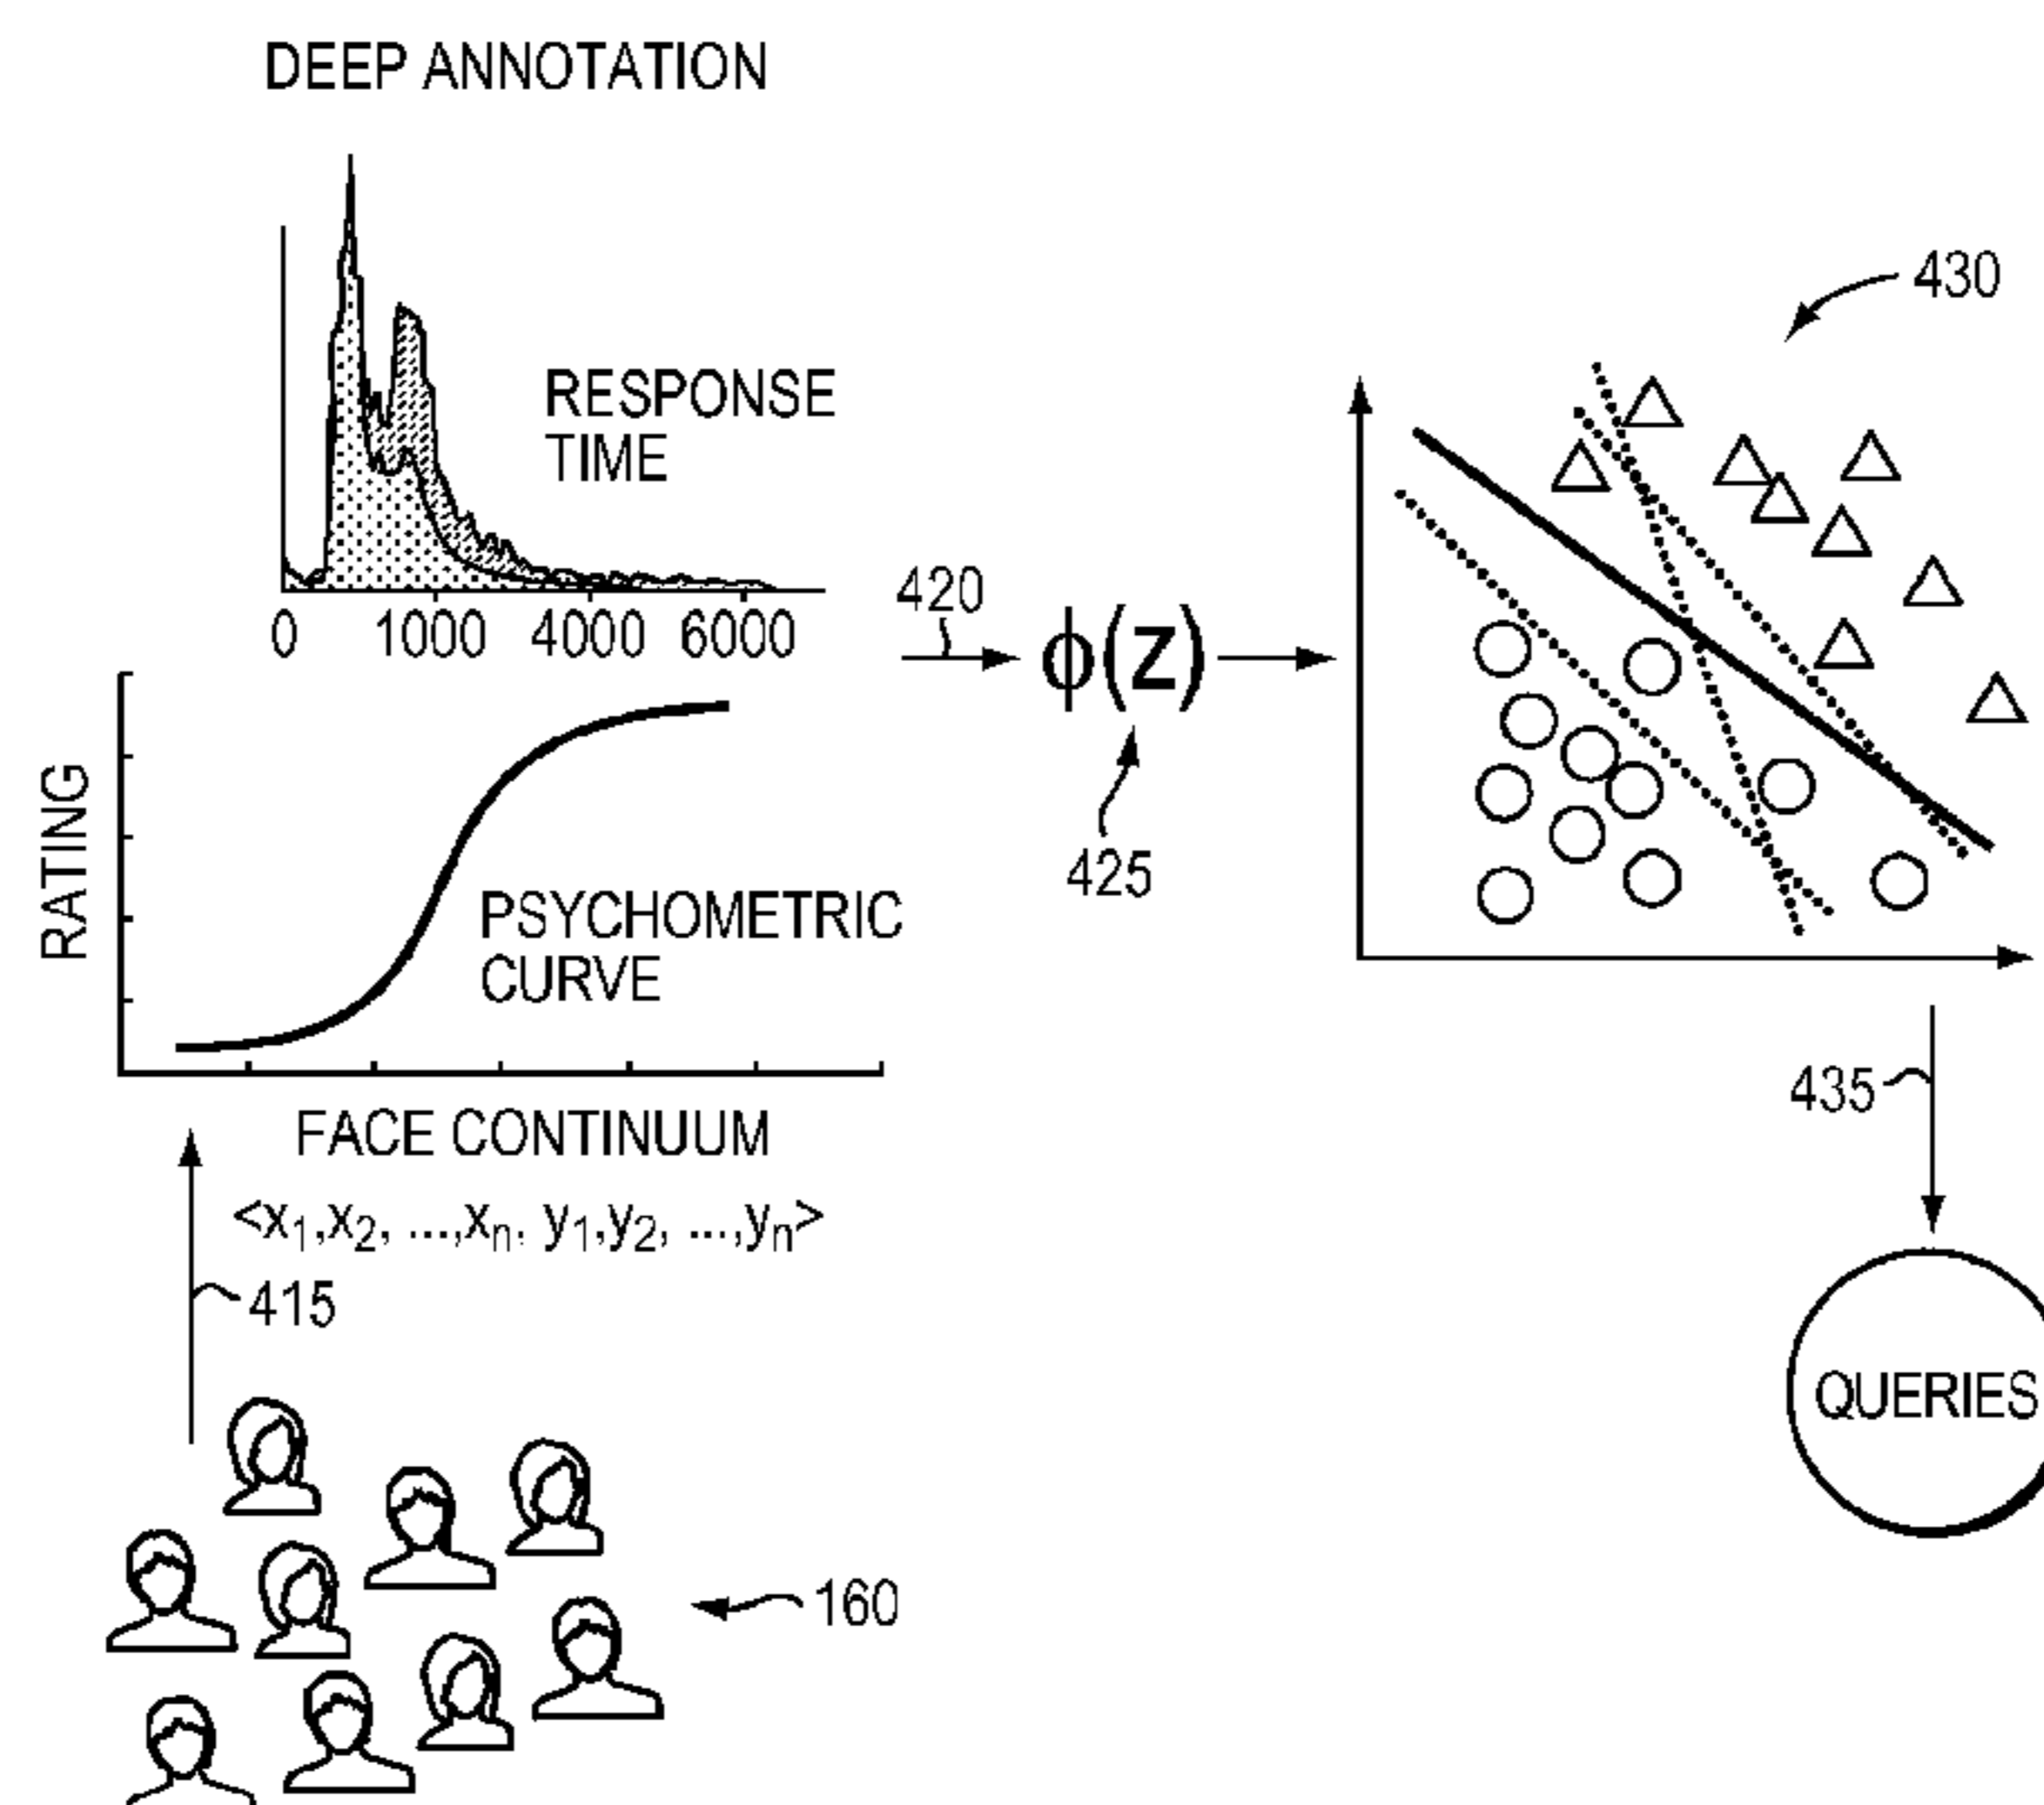 DEEP ANNOTATION
430
RESPONSE
TIME
0 1000 4000 6000
420
ϕ(Z)
425
RATING
PSYCHOMETRIC
CURVE
FACE CONTINUUM
435
<x₁,x₂, ...,xₙ, y₁,y₂, ...,yₙ>
415
QUERIES
160